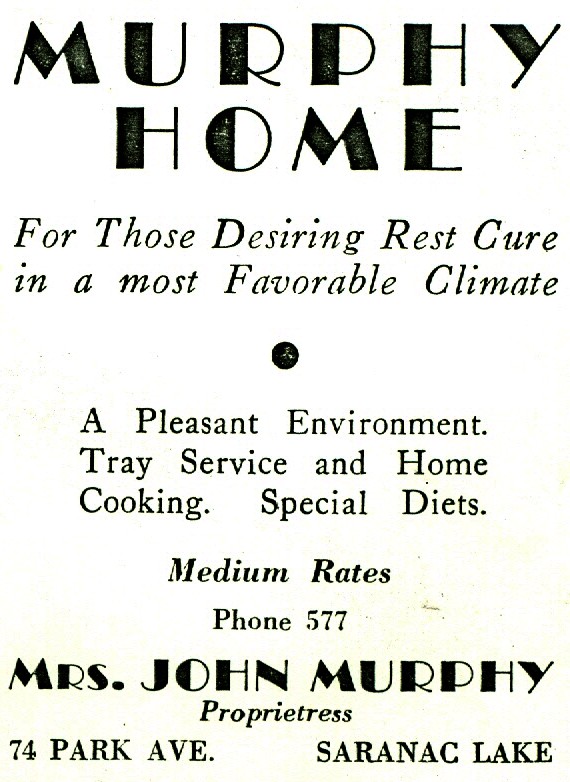 MURPHY
HOME
For Those Desiring Rest Cure
in a most Favorable Climate
A Pleasant Environment.
Tray Service and Home
Cooking. Special Diets.
Medium Rates
Phone 577
MRS. JOHN MURPHY
Proprietress
74 PARK AVE. SARANAC LAKE